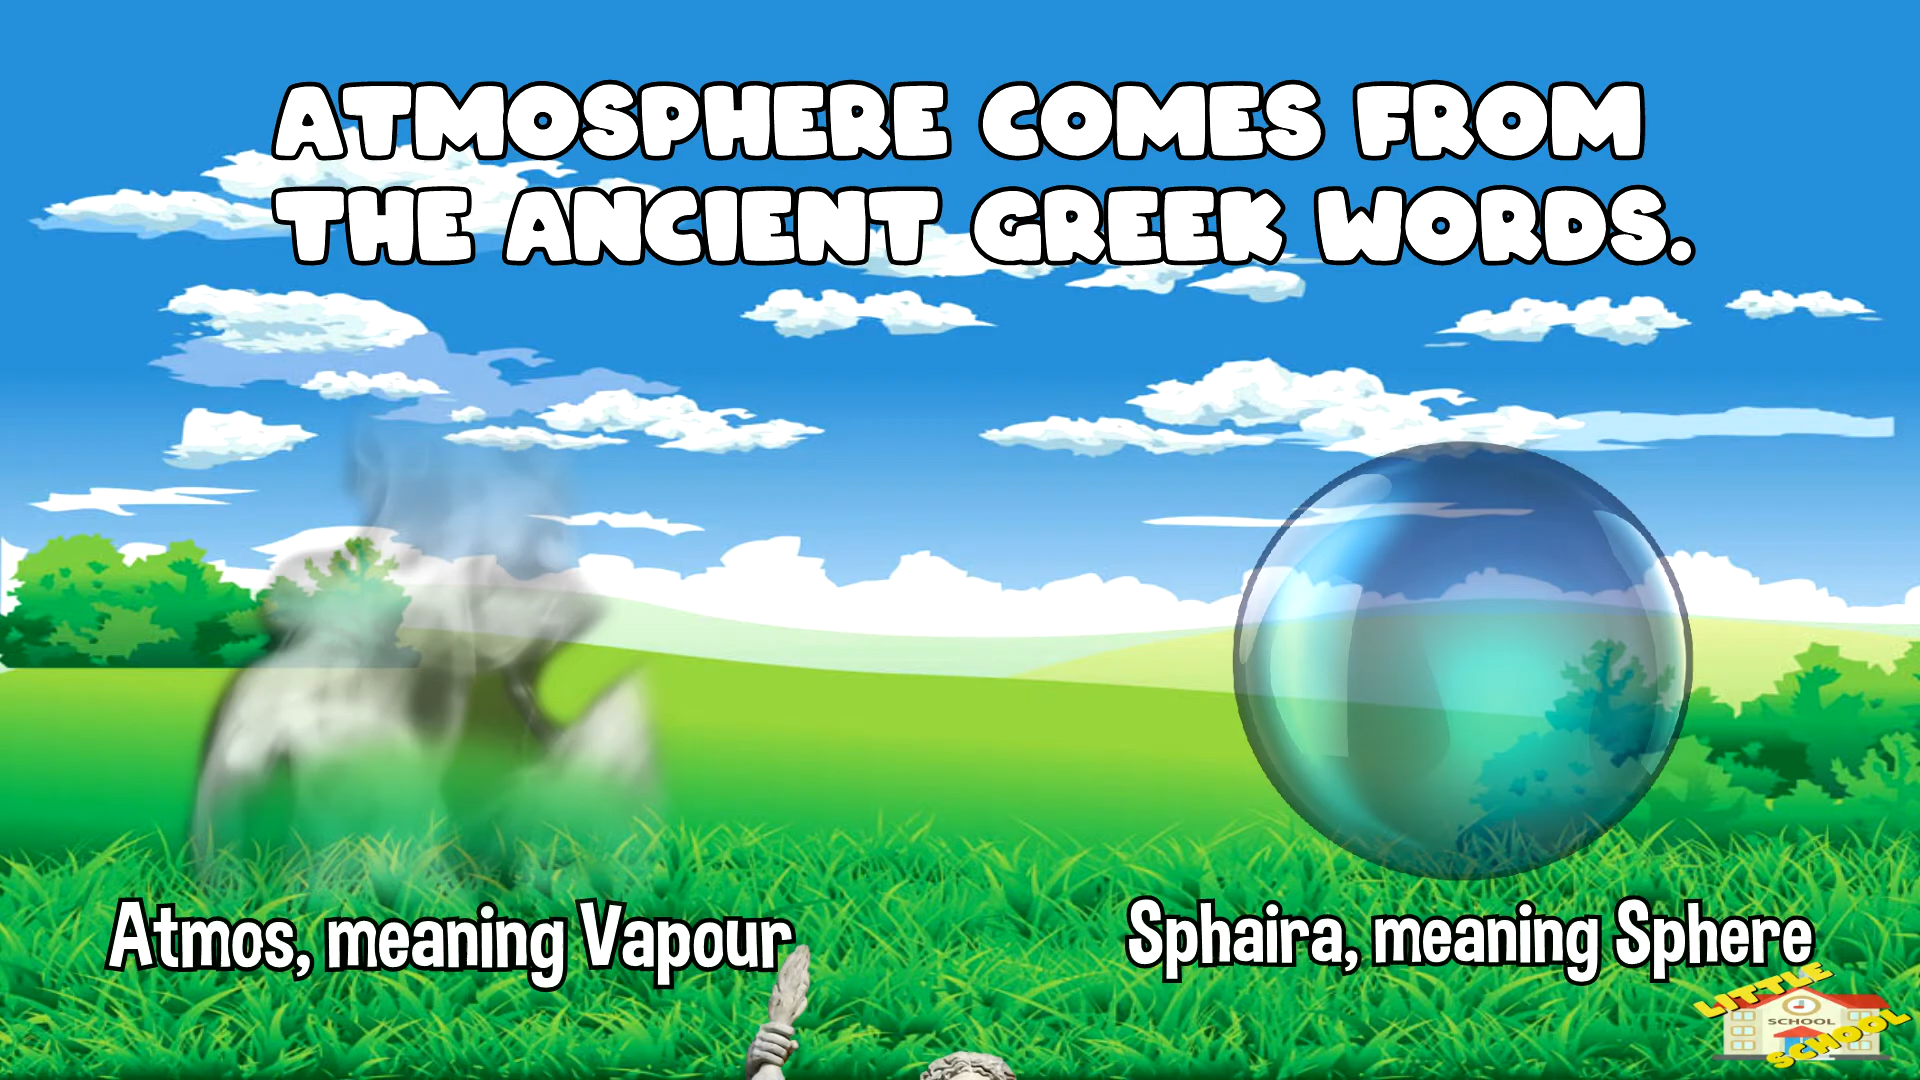 ATMOSPHERE COMES FROM
THE ANCIENT GREEK WORDS.
Atmos, meaning Vapour
Sphaira, meaning Sphere
LITTLE
SCHOOL
SCHOOL